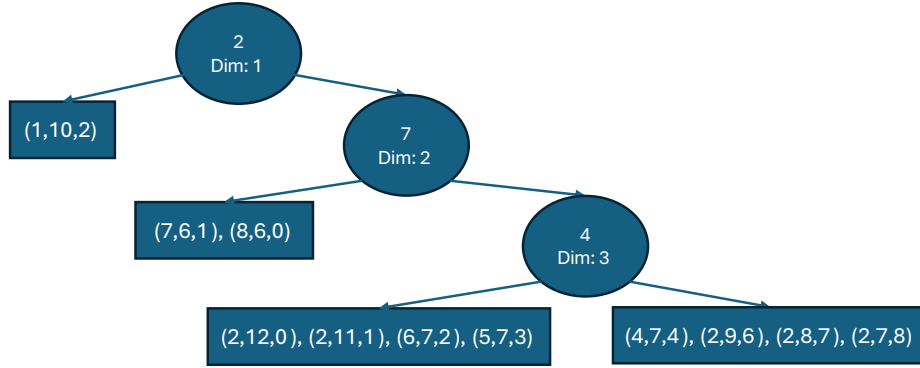 2
Dim: 1
(1,10,2)
7
Dim: 2
(7,6,1), (8,6,0)
4
Dim: 3
(2,12,0), (2,11,1), (6,7,2), (5,7,3)
(4,7,4), (2,9,6), (2,8,7), (2,7,8)